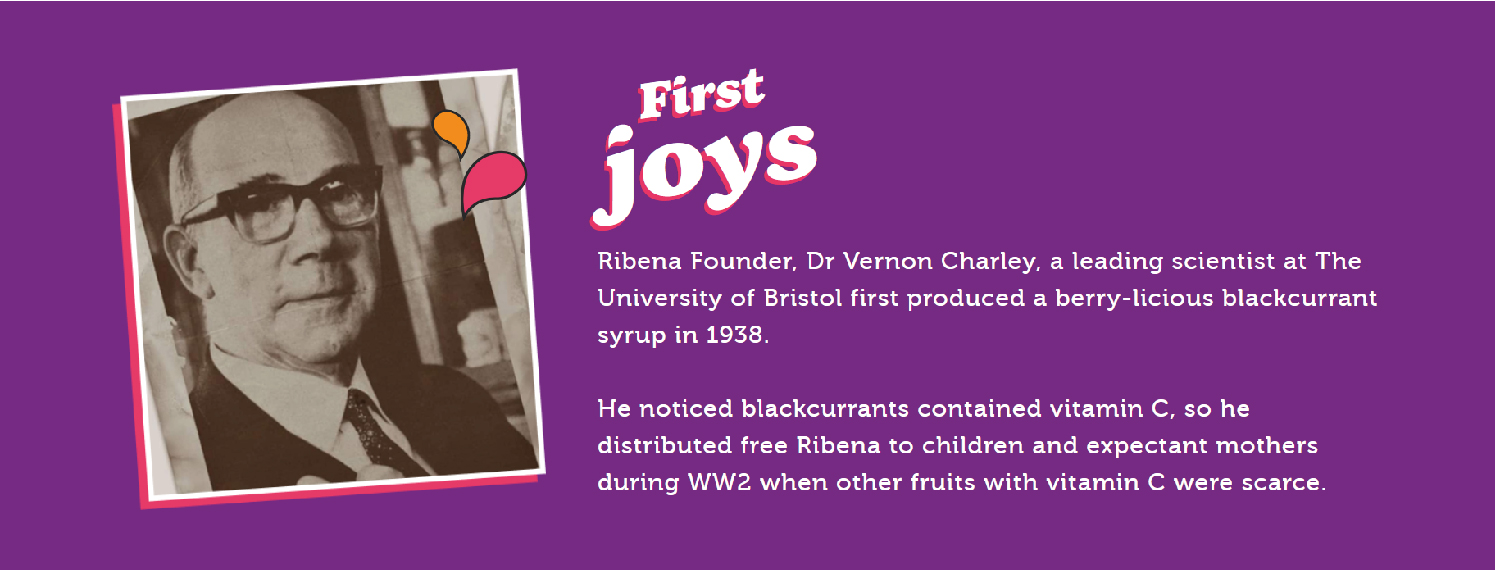 First
joys
Ribena Founder, Dr Vernon Charley, a leading scientist at The
University of Bristol first produced a berry-licious blackcurrant
syrup in 1938.
He noticed blackcurrants contained vitamin C, so he
distributed free Ribena to children and expectant mothers
during WW2 when other fruits with vitamin C were scarce.